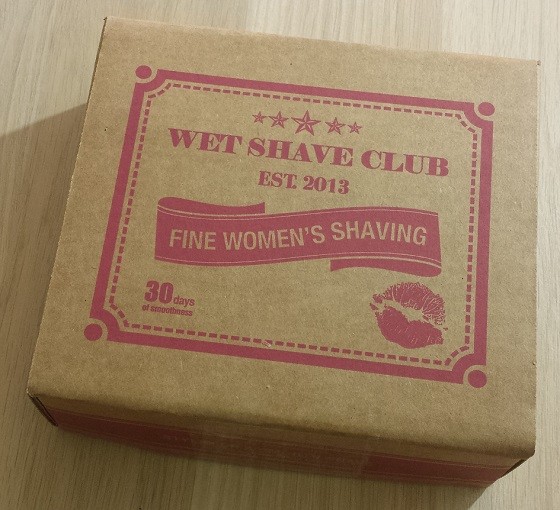 WET SHAVE CLUB
EST. 2013
FINE WOMEN'S SHAVING
30 days
of smoothness